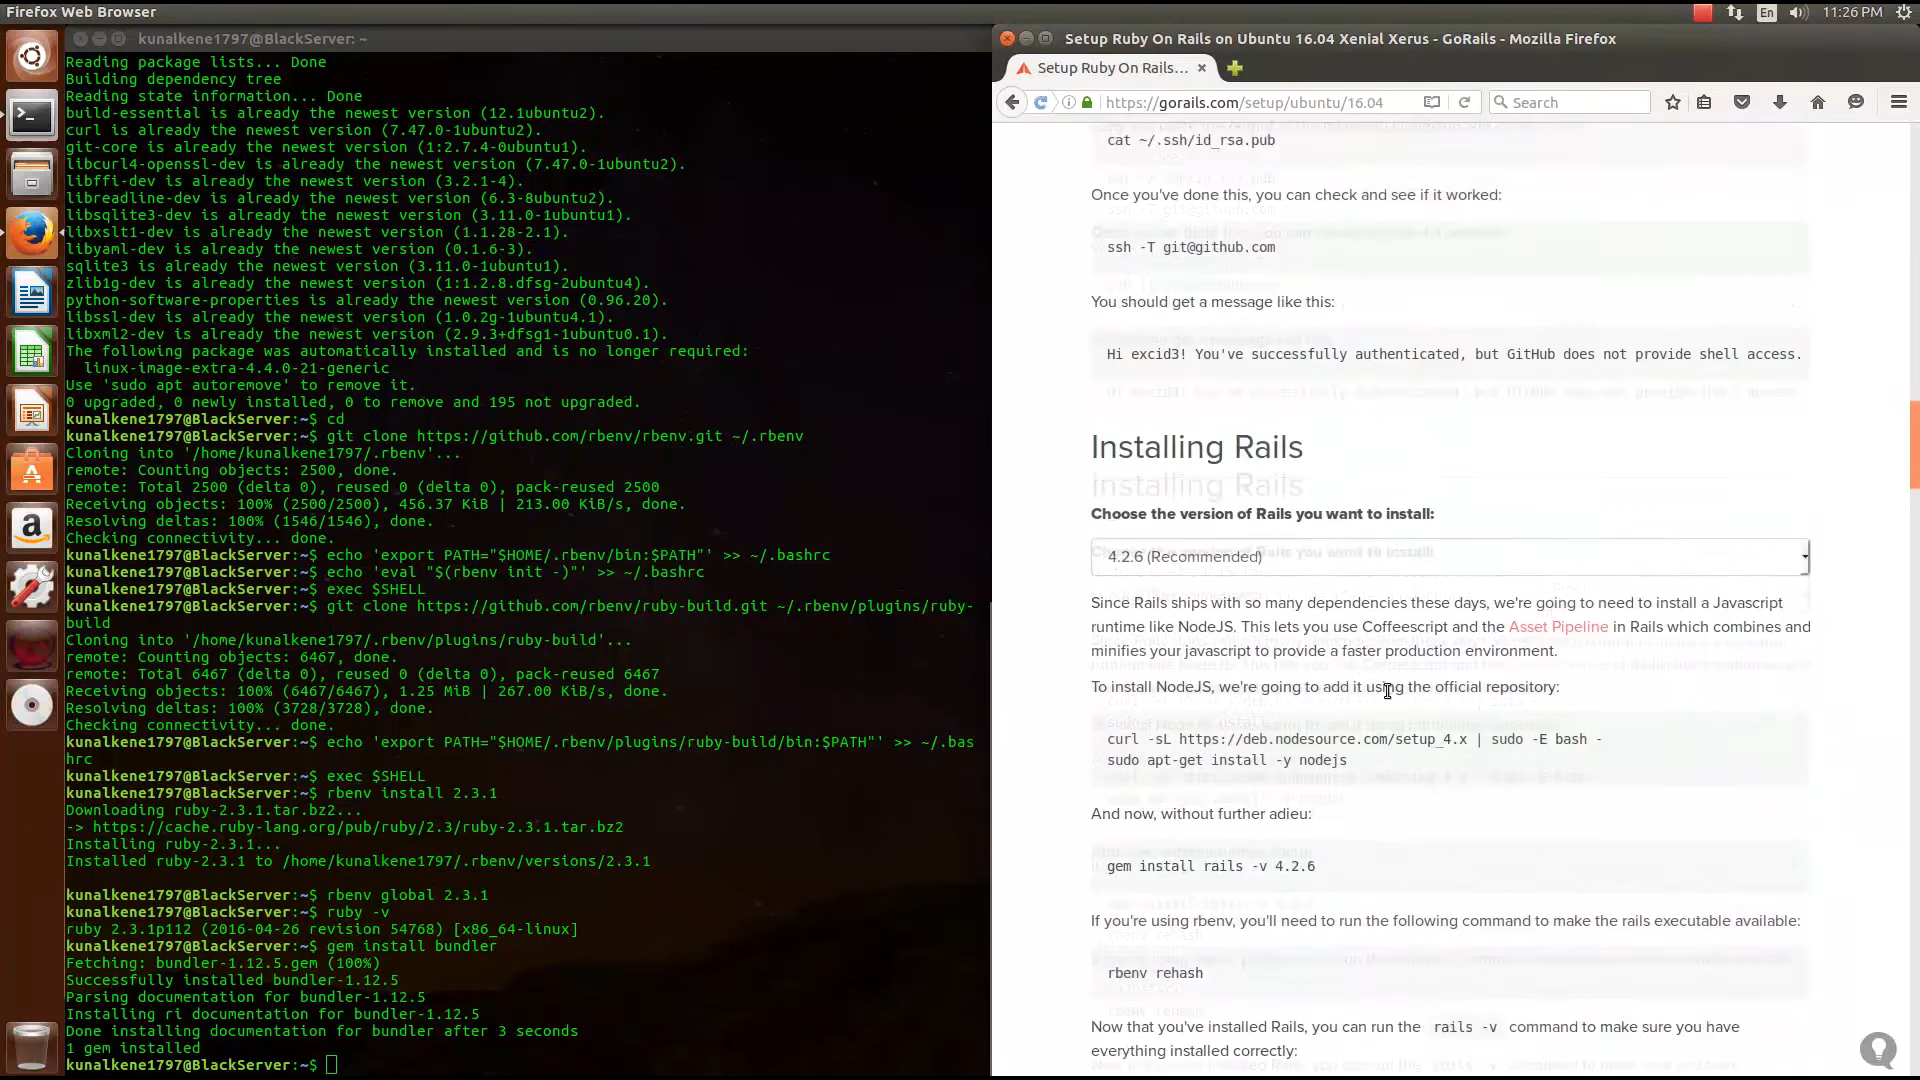 Firefox Web Browser
En
11:26 PM
kunalkene1797@BlackServer: ~
Reading package lists... Done
Building dependency tree
Reading state information... Done
build-essential is already the newest version (12.1ubuntu2).
curl is already the newest version (7.47.0-1ubuntu2).
git-core is already the newest version (1:2.7.4-0ubuntu1).
libcurl4-openssl-dev is already the newest version (7.47.0-1ubuntu2).
libffi-dev is already the newest version (3.2.1-4).
libreadline-dev is already the newest version (6.3-8ubuntu2).
libsqlite3-dev is already the newest version (3.11.0-1ubuntu1).
libxslt1-dev is already the newest version (1.1.28-2.1).
libyaml-dev is already the newest version (0.1.6-3).
sqlite3 is already the newest version (3.11.0-1ubuntu1).
zlib1g-dev is already the newest version (1:1.2.8.dfsg-2ubuntu4).
python-software-properties is already the newest version (0.96.20).
libssl-dev is already the newest version (1.0.2g-1ubuntu4.1).
libxml2-dev is already the newest version (2.9.3+dfsg1-1ubuntu0.1).
The following package was automatically installed and is no longer required:
linux-image-extra-4.4.0-21-generic
Use 'sudo apt autoremove' to remove it.
0 upgraded, 0 newly installed, 0 to remove and 195 not upgraded.
kunalkene1797@BlackServer:~$ cd
kunalkene1797@BlackServer:~$ git clone https://github.com/rbenv/rbenv.git ~/.rbenv
Cloning into '/home/kunalkene1797/.rbenv'...
remote: Counting objects: 2500, done.
remote: Total 2500 (delta 0), reused 0 (delta 0), pack-reused 2500
Receiving objects: 100% (2500/2500), 456.37 KiB | 213.00 KiB/s, done.
Resolving deltas: 100% (1546/1546), done.
Checking connectivity... done.
kunalkene1797@BlackServer:~$ echo 'export PATH="$HOME/.rbenv/bin:$PATH"' >> ~/.bashrc
kunalkene1797@BlackServer:~$ echo 'eval "$(rbenv init -)"' >> ~/.bashrc
kunalkene1797@BlackServer:~$ exec $SHELL
kunalkene1797@BlackServer:~$ git clone https://github.com/rbenv/ruby-build.git ~/.rbenv/plugins/ruby-
build
Cloning into '/home/kunalkene1797/.rbenv/plugins/ruby-build'...
remote: Counting objects: 6467, done.
remote: Total 6467 (delta 0), reused 0 (delta 0), pack-reused 6467
Receiving objects: 100% (6467/6467), 1.25 MiB | 267.00 KiB/s, done.
Resolving deltas: 100% (3728/3728), done.
Checking connectivity... done.
kunalkene1797@BlackServer:~$ echo 'export PATH="$HOME/.rbenv/plugins/ruby-build/bin:$PATH"' >> ~/.bas
hrc
kunalkene1797@BlackServer:~$ exec $SHELL
kunalkene1797@BlackServer:~$ rbenv install 2.3.1
Downloading ruby-2.3.1.tar.bz2...
-> https://cache.ruby-lang.org/pub/ruby/2.3/ruby-2.3.1.tar.bz2
Installing ruby-2.3.1...
Installed ruby-2.3.1 to /home/kunalkene1797/.rbenv/versions/2.3.1
kunalkene1797@BlackServer:~$ rbenv global 2.3.1
kunalkene1797@BlackServer:~$ ruby -v
ruby 2.3.1p112 (2016-04-26 revision 54768) [x86_64-linux]
kunalkene1797@BlackServer:~$ gem install bundler
Fetching: bundler-1.12.5.gem (100%)
Successfully installed bundler-1.12.5
Parsing documentation for bundler-1.12.5
Installing ri documentation for bundler-1.12.5
Done installing documentation for bundler after 3 seconds
1 gem installed
kunalkene1797@BlackServer:~$
Setup Ruby On Rails on Ubuntu 16.04 Xenial Xerus - GoRails - Mozilla Firefox
Setup Ruby On Rails...
https://gorails.com/setup/ubuntu/16.04
Search
cat ~/.ssh/id_rsa.pub
Once you've done this, you can check and see if it worked:
ssh -T git@github.com
You should get a message like this:
Hi excid3! You've successfully authenticated, but GitHub does not provide shell access.
Installing Rails
Choose the version of Rails you want to install:
4.2.6 (Recommended)
Since Rails ships with so many dependencies these days, we're going to need to install a Javascript
runtime like NodeJS. This lets you use Coffeescript and the Asset Pipeline in Rails which combines and
minifies your javascript to provide a faster production environment.
To install NodeJS, we're going to add it using the official repository:
curl -sL https://deb.nodesource.com/setup_4.x | sudo -E bash -
sudo apt-get install -y nodejs
And now, without further adieu:
gem install rails -v 4.2.6
If you're using rbenv, you'll need to run the following command to make the rails executable available:
rbenv rehash
Now that you've installed Rails, you can run the rails -v command to make sure you have
everything installed correctly: